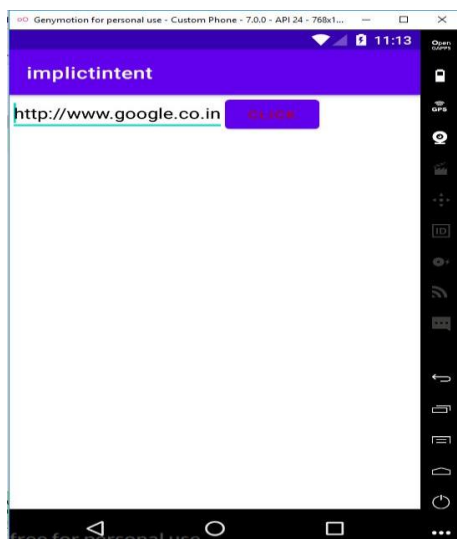 Genymotion for personal use - Custom Phone - 7.0.0 - API 24 - 768x1...
11:13
Open
GAPPS
implictintent
GPS
http://www.google.co.in
ID
free for personal use